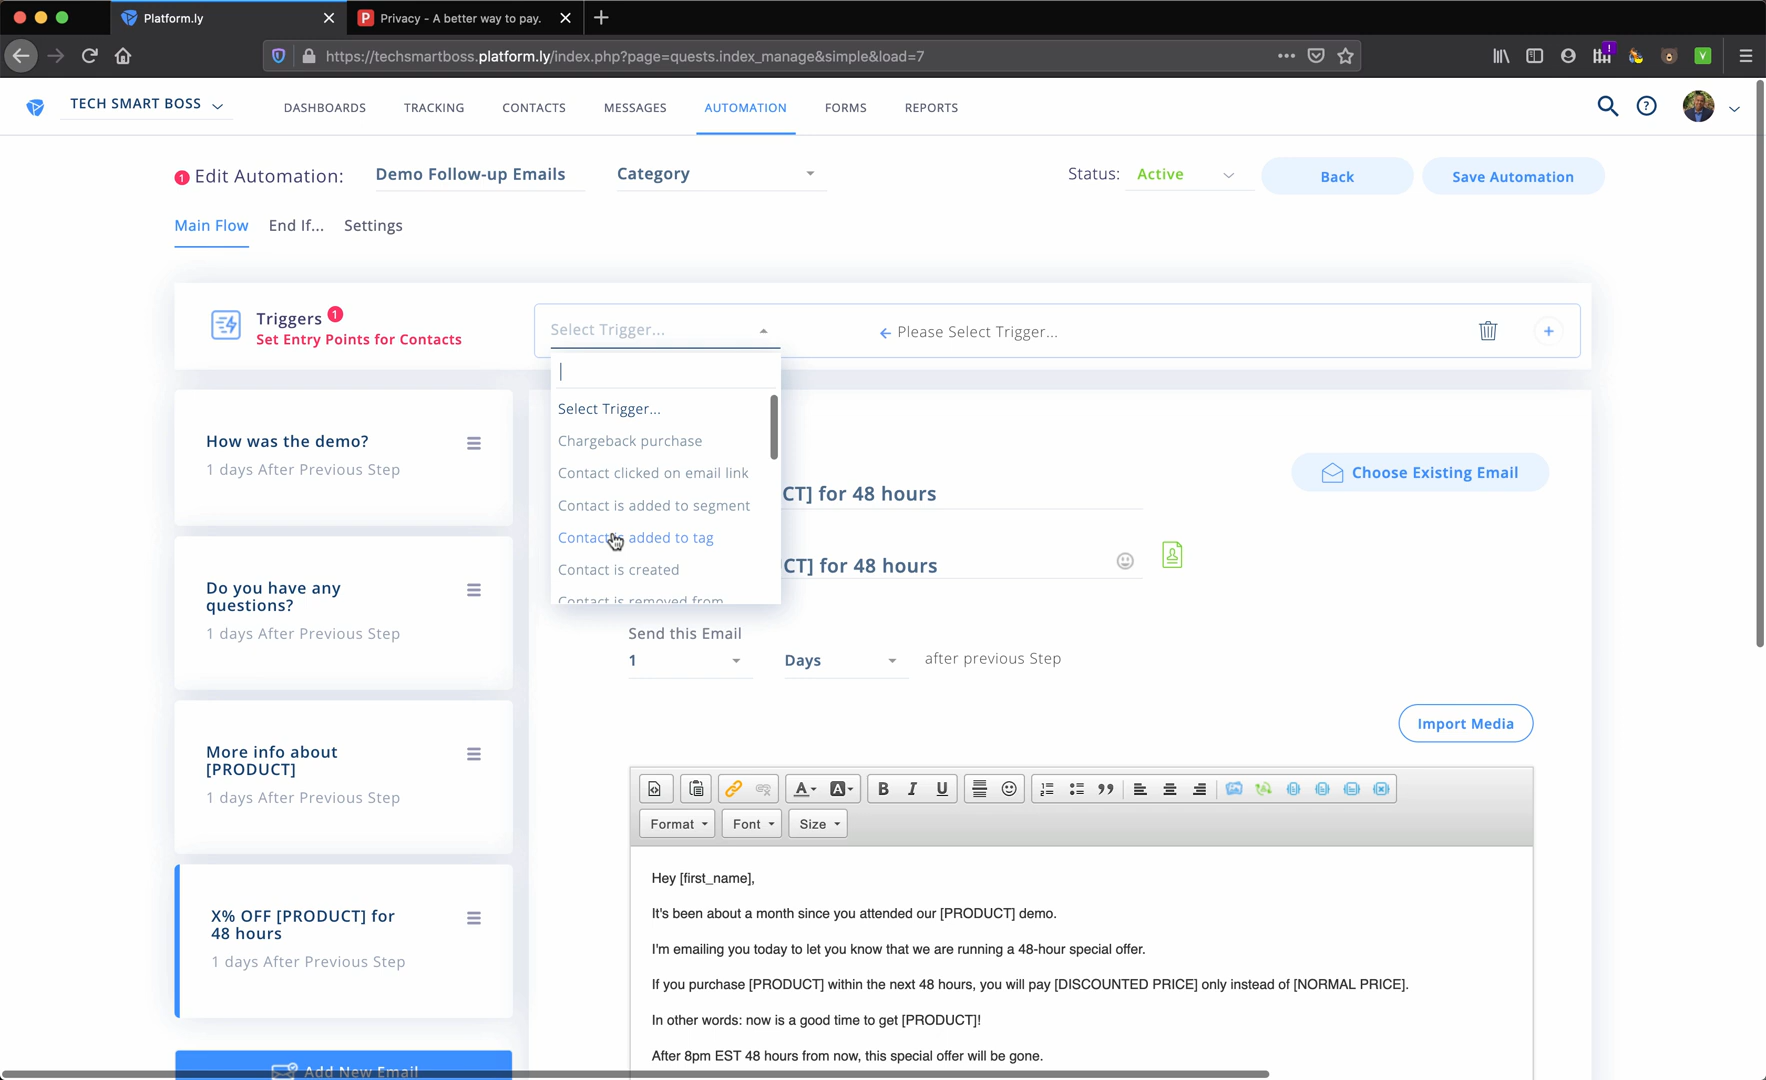 Platform.ly
Privacy - A better way to pay.
https://techsmartboss.platform.ly/index.php?page=quests.index_manage&simple&load=7
TECH SMART BOSS
DASHBOARDS
TRACKING
CONTACTS
MESSAGES
AUTOMATION
FORMS
REPORTS
1 Edit Automation:
Demo Follow-up Emails
Category
Status: Active
Back
Save Automation
Main Flow
End If...
Settings
Triggers 1
Set Entry Points for Contacts
Select Trigger...
Please Select Trigger...
Select Trigger...
Chargeback purchase
Contact clicked on email link
Contact is added to segment
Contact is added to tag
Contact is created
Contact is removed from
How was the demo?
1 days After Previous Step
Do you have any
questions?
1 days After Previous Step
More info about
[PRODUCT]
1 days After Previous Step
X% OFF [PRODUCT] for
48 hours
1 days After Previous Step
Add New Email
Choose Existing Email
CT] for 48 hours
CT] for 48 hours
Send this Email
1
Days
after previous Step
Import Media
Format
Font
Size
Hey [first_name],
It's been about a month since you attended our [PRODUCT] demo.
I'm emailing you today to let you know that we are running a 48-hour special offer.
If you purchase [PRODUCT] within the next 48 hours, you will pay [DISCOUNTED PRICE] only instead of [NORMAL PRICE].
In other words: now is a good time to get [PRODUCT]!
After 8pm EST 48 hours from now, this special offer will be gone.